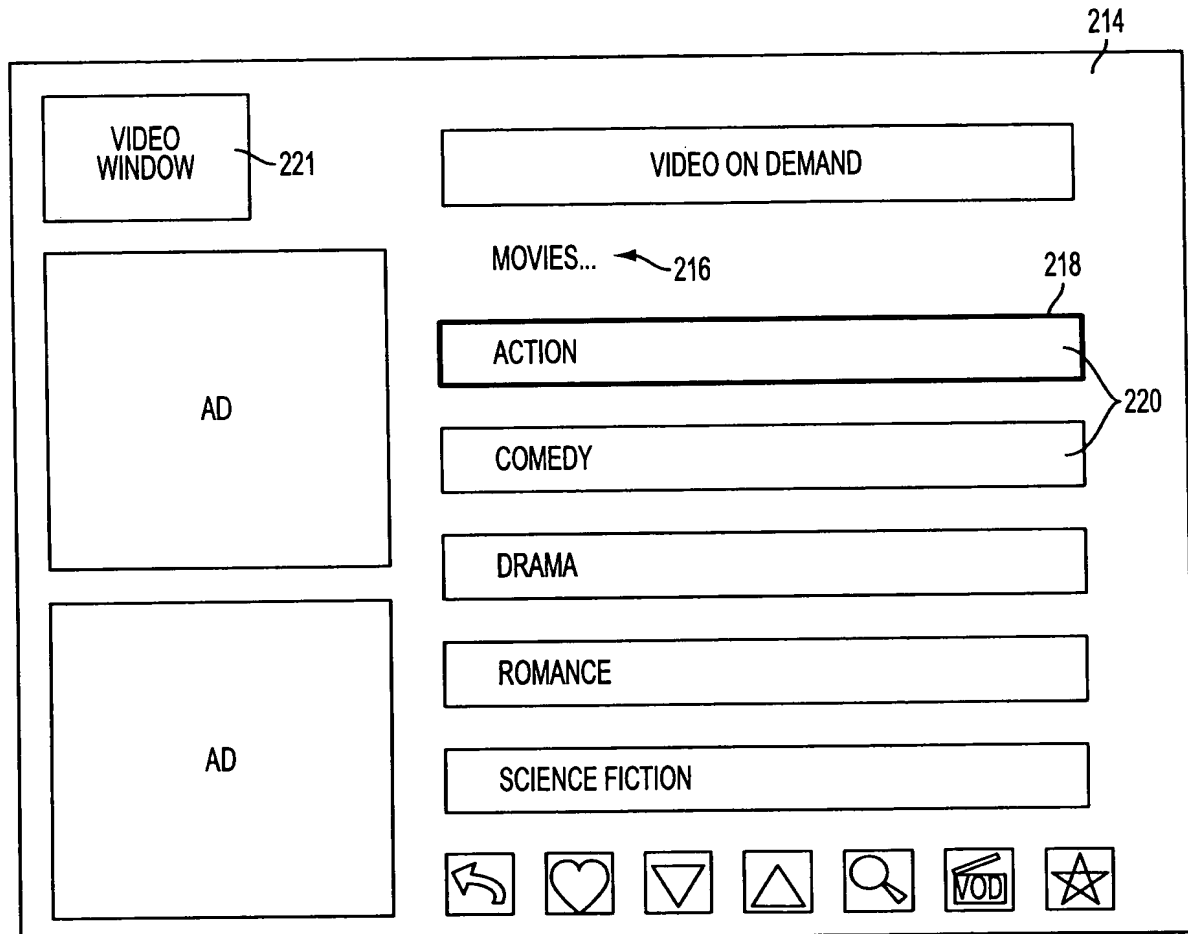 214
VIDEO
WINDOW
221
VIDEO ON DEMAND
MOVIES...
216
218
ACTION
220
COMEDY
AD
DRAMA
ROMANCE
AD
SCIENCE FICTION
VOD